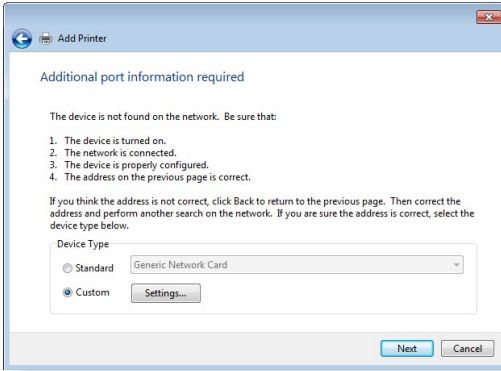 Add Printer
Additional port information required
The device is not found on the network.  Be sure that:
1.  The device is turned on.
2.  The network is connected.
3.  The device is properly configured.
4.  The address on the previous page is correct.
If you think the address is not correct, click Back to return to the previous page.  Then correct the
address and perform another search on the network.  If you are sure the address is correct, select the
device type below.
Device Type
Standard
Generic Network Card
Custom
Settings...
Next
Cancel